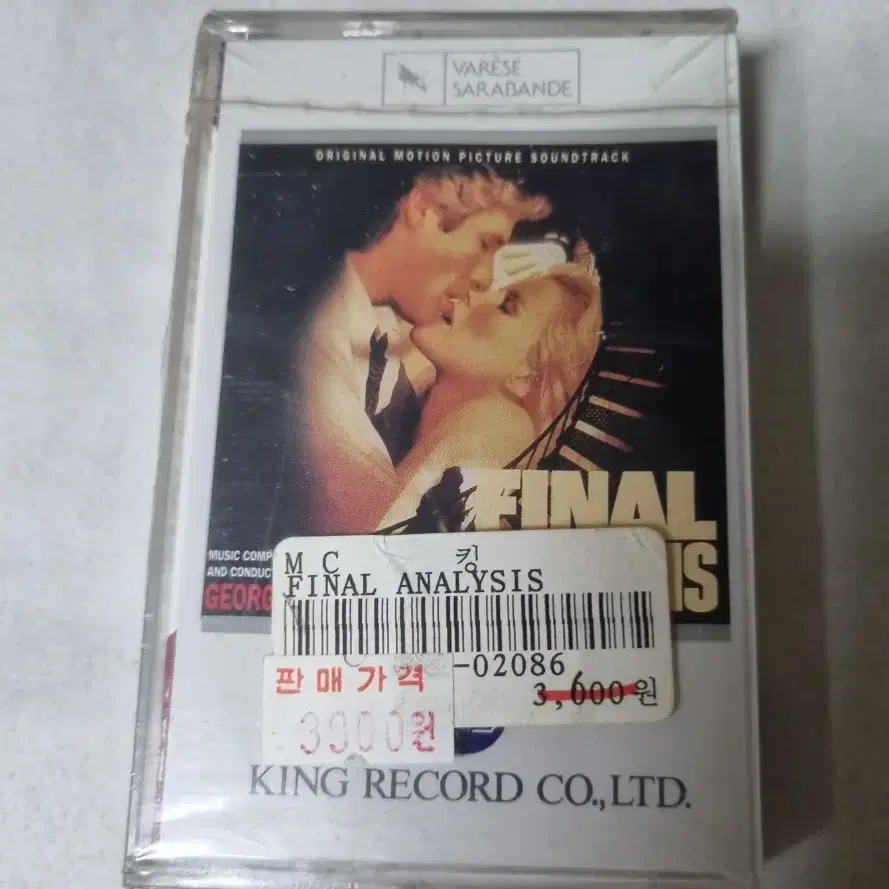 VARÈSE
SARABANDE
ORIGINAL MOTION PICTURE SOUNDTRACK
FINAL
IS
MUSIC COMP
AND CONDUC
GEORG
M C 킹
FINAL ANALYSIS
-02086
3,600원
판매가격
3300원
KING RECORD CO.,LTD.